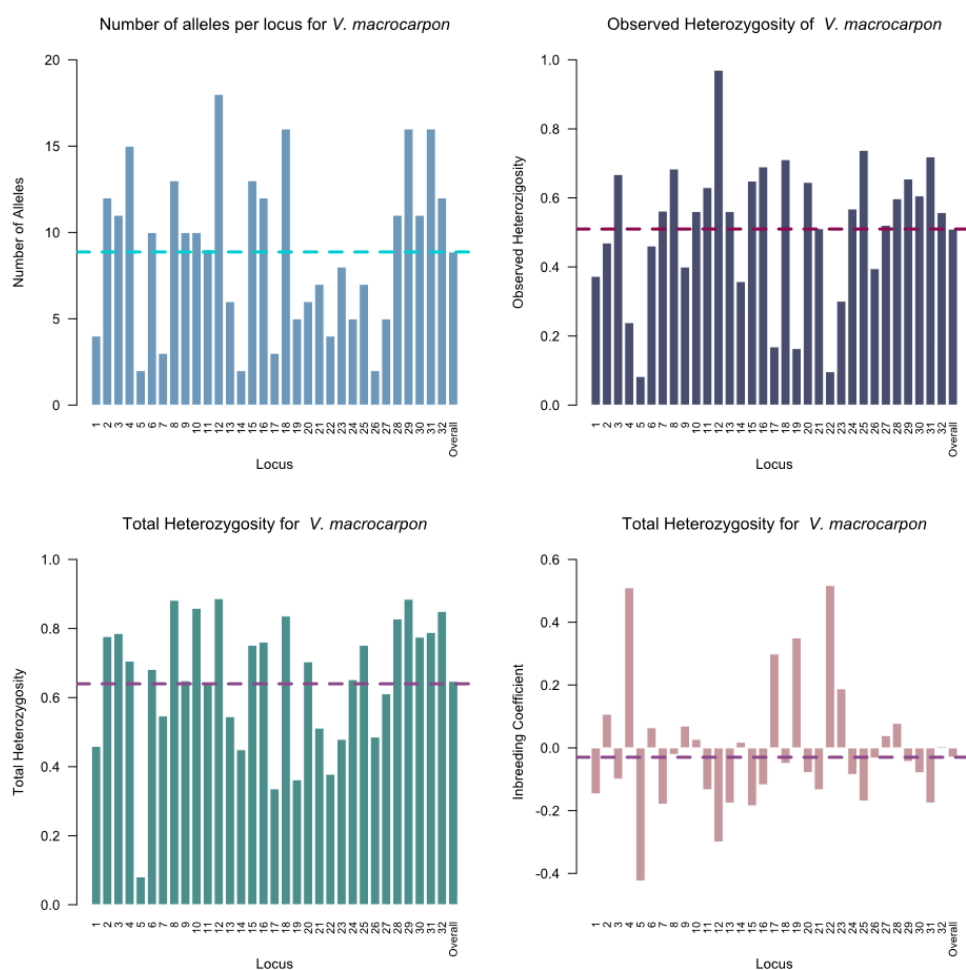 Number of alleles per locus for V. macrocarpon
Number of Alleles
20
15
10
5
0
1 2 3 4 5 6 7 8 9 10 11 12 13 14 15 16 17 18 19 20 21 22 23 24 25 26 27 28 29 30 31 32 Overall
Locus
Observed Heterozygosity of V. macrocarpon
Observed Heterozigosity
1.0
0.8
0.6
0.4
0.2
0.0
1 2 3 4 5 6 7 8 9 10 11 12 13 14 15 16 17 18 19 20 21 22 23 24 25 26 27 28 29 30 31 32 Overall
Locus
Total Heterozygosity for V. macrocarpon
Total Heterozygosity
1.0
0.8
0.6
0.4
0.2
0.0
1 2 3 4 5 6 7 8 9 10 11 12 13 14 15 16 17 18 19 20 21 22 23 24 25 26 27 28 29 30 31 32 Overall
Locus
Total Heterozygosity for V. macrocarpon
Inbreeding Coefficient
0.6
0.4
0.2
0.0
-0.2
-0.4
1 2 3 4 5 6 7 8 9 10 11 12 13 14 15 16 17 18 19 20 21 22 23 24 25 26 27 28 29 30 31 32 Overall
Locus